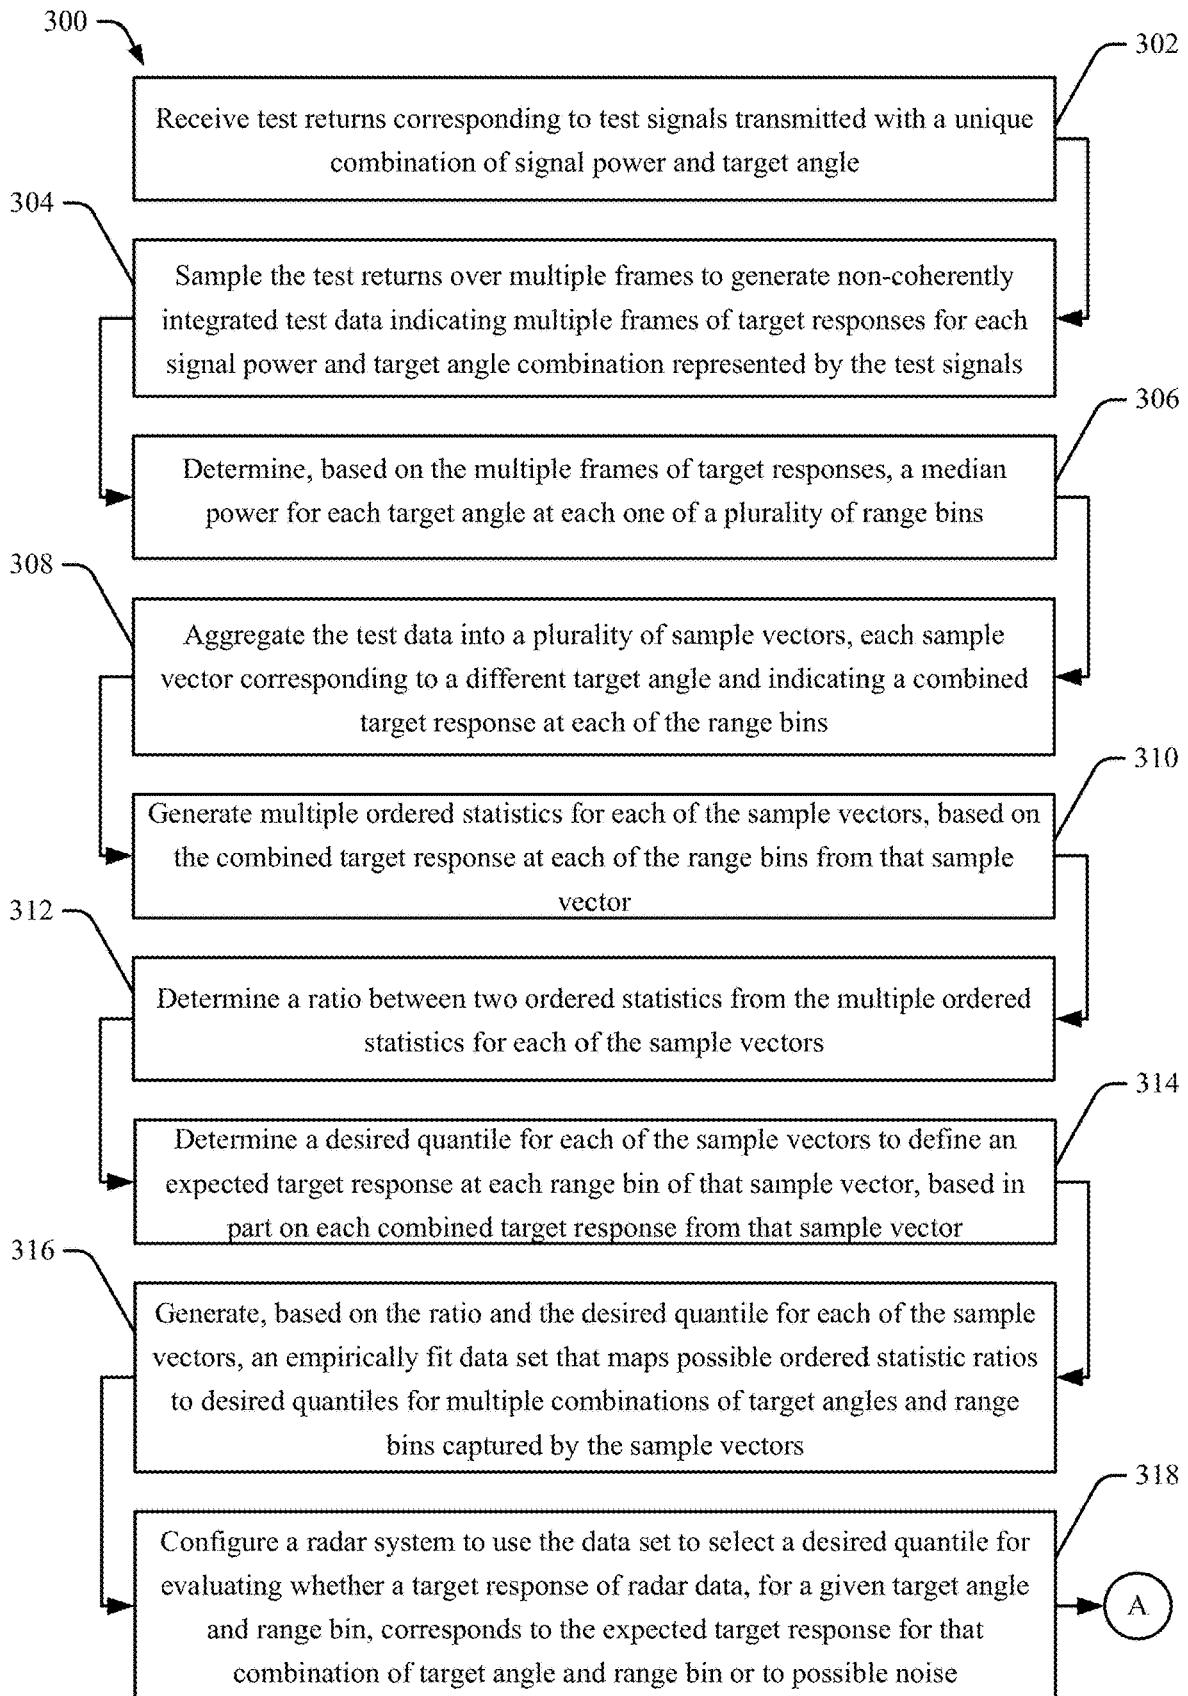 300
302
Receive test returns corresponding to test signals transmitted with a unique
combination of signal power and target angle
304
Sample the test returns over multiple frames to generate non-coherently
integrated test data indicating multiple frames of target responses for each
signal power and target angle combination represented by the test signals
306
Determine, based on the multiple frames of target responses, a median
power for each target angle at each one of a plurality of range bins
308
Aggregate the test data into a plurality of sample vectors, each sample
vector corresponding to a different target angle and indicating a combined
target response at each of the range bins
310
Generate multiple ordered statistics for each of the sample vectors, based on
the combined target response at each of the range bins from that sample
vector
312
Determine a ratio between two ordered statistics from the multiple ordered
statistics for each of the sample vectors
314
Determine a desired quantile for each of the sample vectors to define an
expected target response at each range bin of that sample vector, based in
part on each combined target response from that sample vector
316
Generate, based on the ratio and the desired quantile for each of the sample
vectors, an empirically fit data set that maps possible ordered statistic ratios
to desired quantiles for multiple combinations of target angles and range
bins captured by the sample vectors
318
Configure a radar system to use the data set to select a desired quantile for
evaluating whether a target response of radar data, for a given target angle
and range bin, corresponds to the expected target response for that
combination of target angle and range bin or to possible noise
A